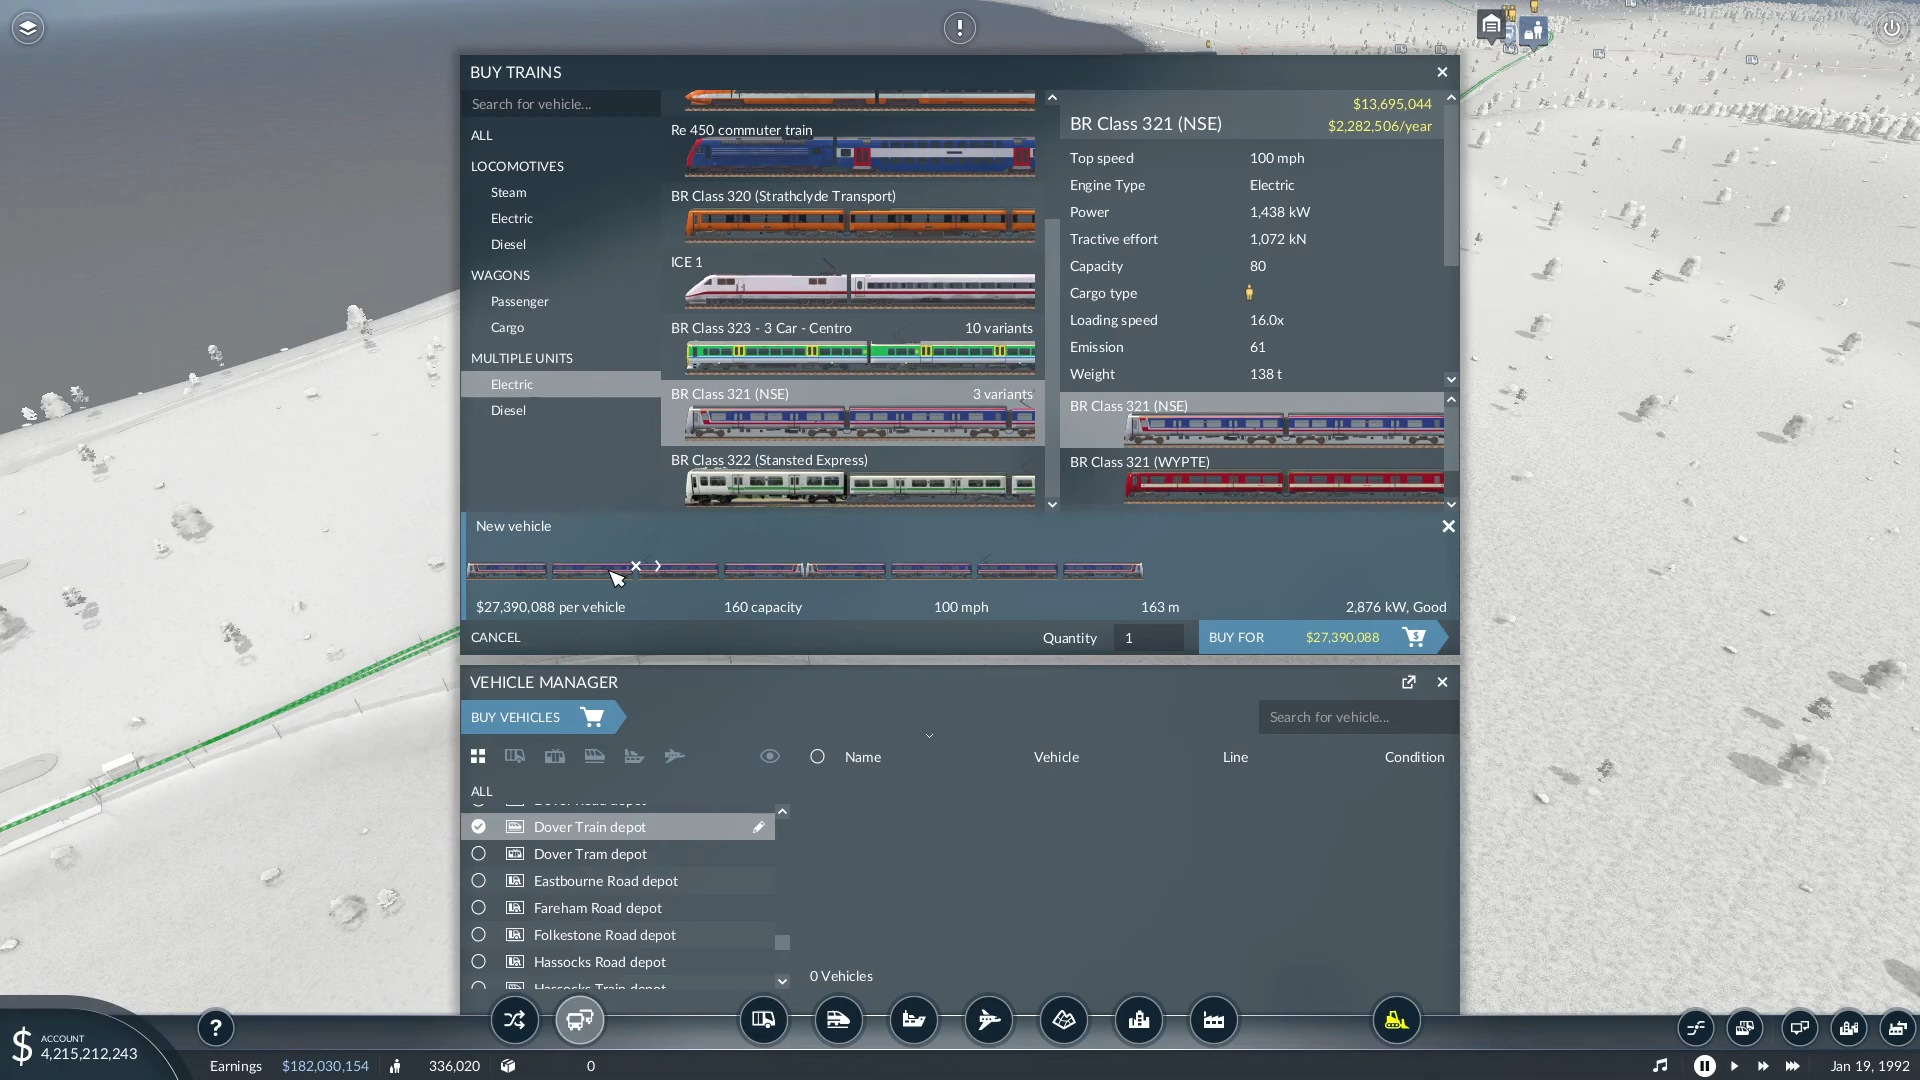 BUY TRAINS
Search for vehicle...
ALL
LOCOMOTIVES
Steam
Electric
Diesel
WAGONS
Passenger
Cargo
MULTIPLE UNITS
Electric
Diesel
Re 450 commuter train
BR Class 320 (Strathclyde Transport)
ICE 1
BR Class 323 - 3 Car - Centro 10 variants
BR Class 321 (NSE) 3 variants
BR Class 322 (Stansted Express)
$13,695,044
BR Class 321 (NSE) $2,282,506/year
Top speed 100 mph
Engine Type Electric
Power 1,438 kW
Tractive effort 1,072 kN
Capacity 80
Cargo type
Loading speed 16.0x
Emission 61
Weight 138 t
BR Class 321 (NSE)
BR Class 321 (WYPTE)
New vehicle
$27,390,088 per vehicle 160 capacity 100 mph 163 m 2,876 kW, Good
CANCEL Quantity 1 BUY FOR $27,390,088
VEHICLE MANAGER
BUY VEHICLES Search for vehicle...
Name Vehicle Line Condition
ALL
Dover Road depot
Dover Train depot
Dover Tram depot
Eastbourne Road depot
Fareham Road depot
Folkestone Road depot
Hassocks Road depot
Hassocks Train depot
0 Vehicles
?
$ ACCOUNT
4,215,212,243
Earnings $182,030,154 336,020 0
Jan 19, 1992